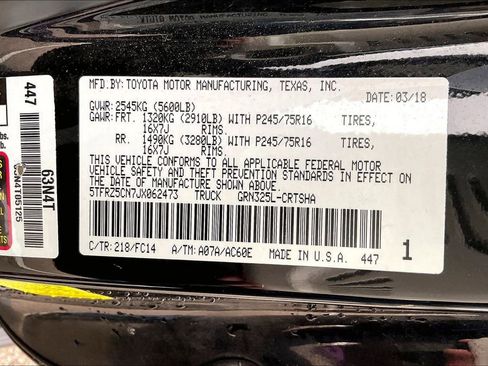 MFD.BY:TOYOTA MOTOR MANUFACTURING, TEXAS, INC.
DATE:03/18
GVWR:2545KG (5600LB)
GAWR:FRT. 1320KG (2910LB) WITH P245/75R16 TIRES,
16X7J RIMS.
RR. 1490KG (3280LB) WITH P245/75R16 TIRES,
16X7J RIMS.
THIS VEHICLE CONFORMS TO ALL APPLICABLE FEDERAL MOTOR
VEHICLE SAFETY AND THEFT PREVENTION STANDARDS IN EFFECT
ON THE DATE OF MANUFACTURE SHOWN ABOVE.
5TFRZ5CN7JX062473 TRUCK GRN325L-CRTSHA
C/TR:218/FC14 A/TM:A07A/AC60E MADE IN U.S.A. 447
1
447
63N4T
lbs.